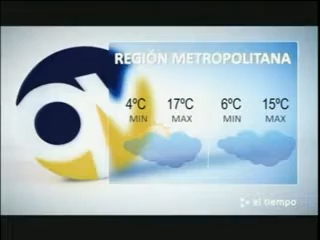 REGIÓN METROPOLITANA
4ºC 17ºC 6ºC 15ºC
MIN MAX MIN MAX
el tiempo